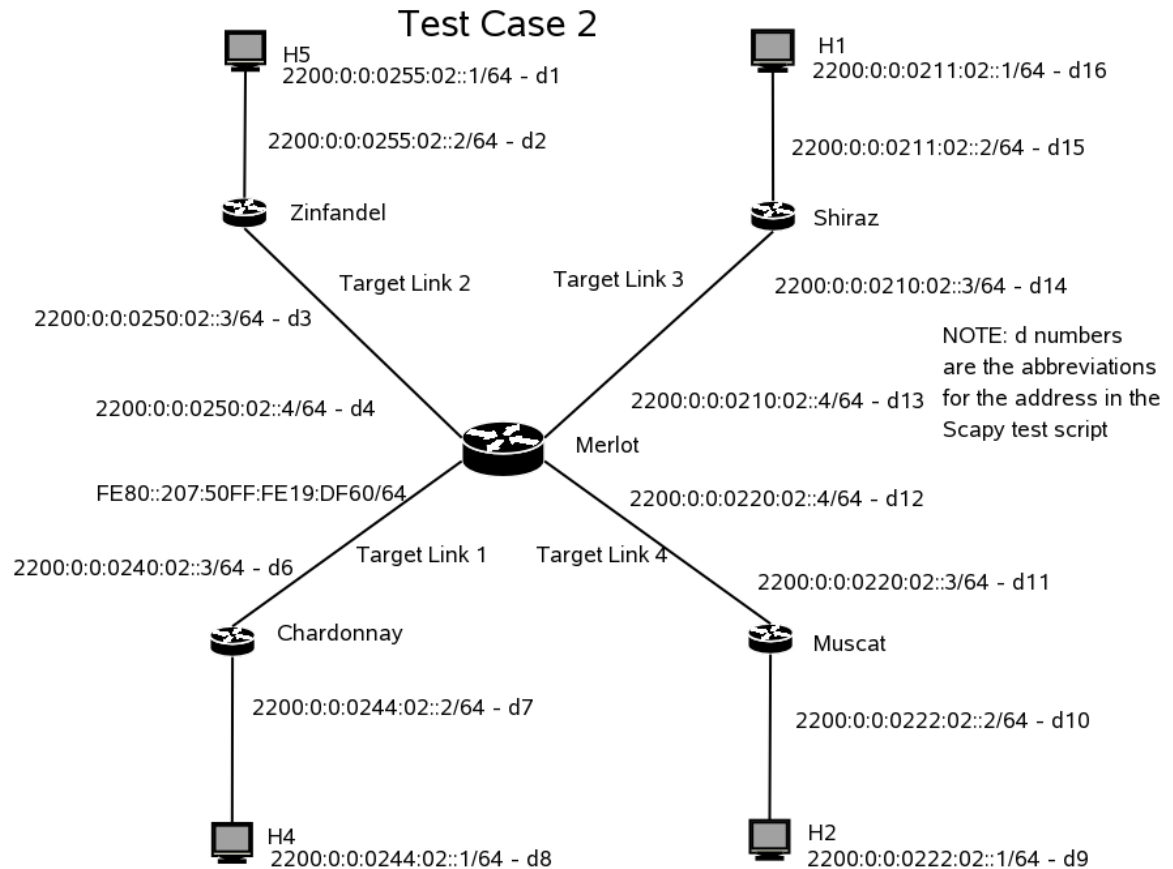 Test Case 2
H5
2200:0:0:0255:02::1/64 - d1
H1
2200:0:0:0211:02::1/64 - d16
2200:0:0:0255:02::2/64 - d2
2200:0:0:0211:02::2/64 - d15
Zinfandel
Shiraz
Target Link 2
Target Link 3
2200:0:0:0210:02::3/64 - d14
2200:0:0:0250:02::3/64 - d3
NOTE: d numbers
are the abbreviations
for the address in the
Scapy test script
2200:0:0:0250:02::4/64 - d4
2200:0:0:0210:02::4/64 - d13
Merlot
FE80::207:50FF:FE19:DF60/64
2200:0:0:0220:02::4/64 - d12
Target Link 1
Target Link 4
2200:0:0:0240:02::3/64 - d6
2200:0:0:0220:02::3/64 - d11
Chardonnay
Muscat
2200:0:0:0244:02::2/64 - d7
2200:0:0:0222:02::2/64 - d10
H4
2200:0:0:0244:02::1/64 - d8
H2
2200:0:0:0222:02::1/64 - d9